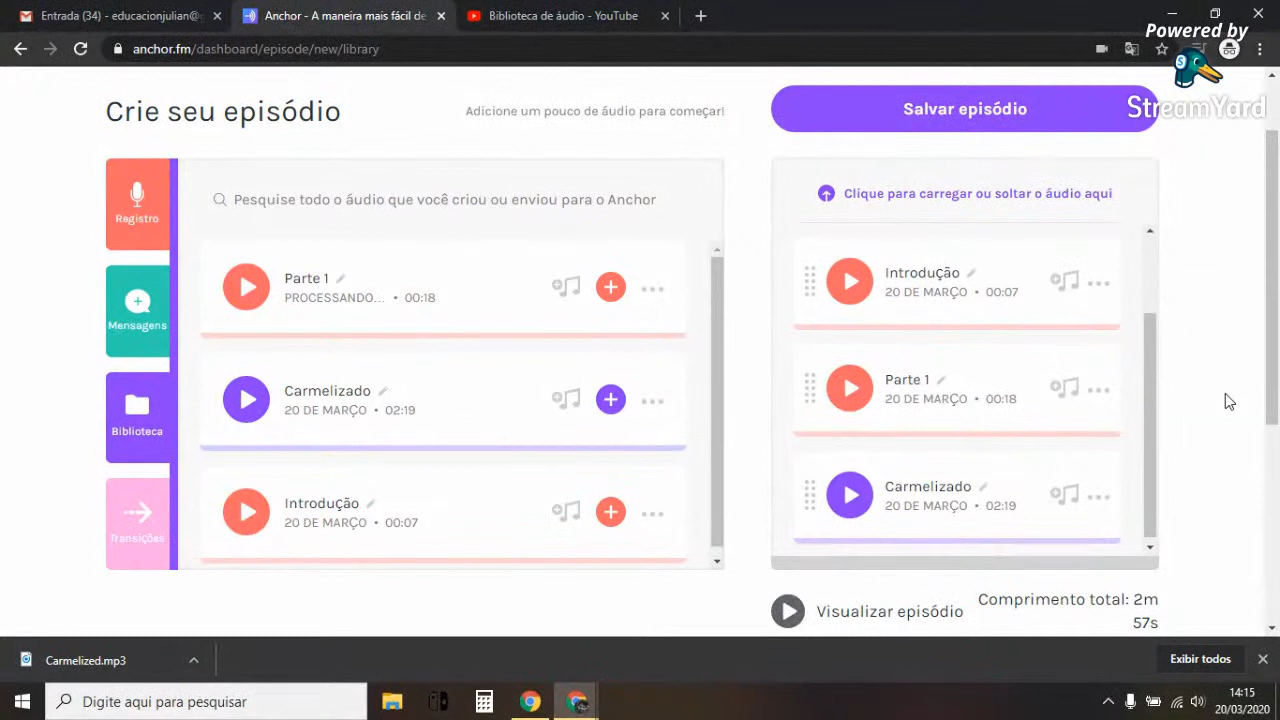 Entrada (34) - educacionjulian@
Anchor - A maneira mais fácil de
Biblioteca de áudio - YouTube
anchor.fm/dashboard/episode/new/library
Powered by
StreamYard
Crie seu episódio
Adicione um pouco de áudio para começar!
Salvar episódio
Registro
Mensagens
Biblioteca
Transições
Pesquise todo o áudio que você criou ou enviou para o Anchor
Parte 1
PROCESSANDO... • 00:18
Carmelizado
20 DE MARÇO • 02:19
Introdução
20 DE MARÇO • 00:07
Clique para carregar ou soltar o áudio aqui
Introdução
20 DE MARÇO • 00:07
Parte 1
20 DE MARÇO • 00:18
Carmelizado
20 DE MARÇO • 02:19
Visualizar episódio
Comprimento total: 2m
57s
Carmelized.mp3
Exibir todos
Digite aqui para pesquisar
14:15
20/03/2020